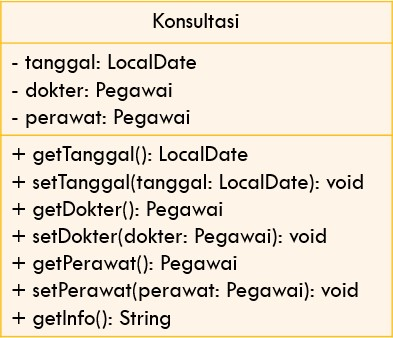 Konsultasi
- tanggal: LocalDate
- dokter: Pegawai
- perawat: Pegawai
+ getTanggal(): LocalDate
+ setTanggal(tanggal: LocalDate): void
+ getDokter(): Pegawai
+ setDokter(dokter: Pegawai): void
+ getPerawat(): Pegawai
+ setPerawat(perawat: Pegawai): void
+ getInfo(): String